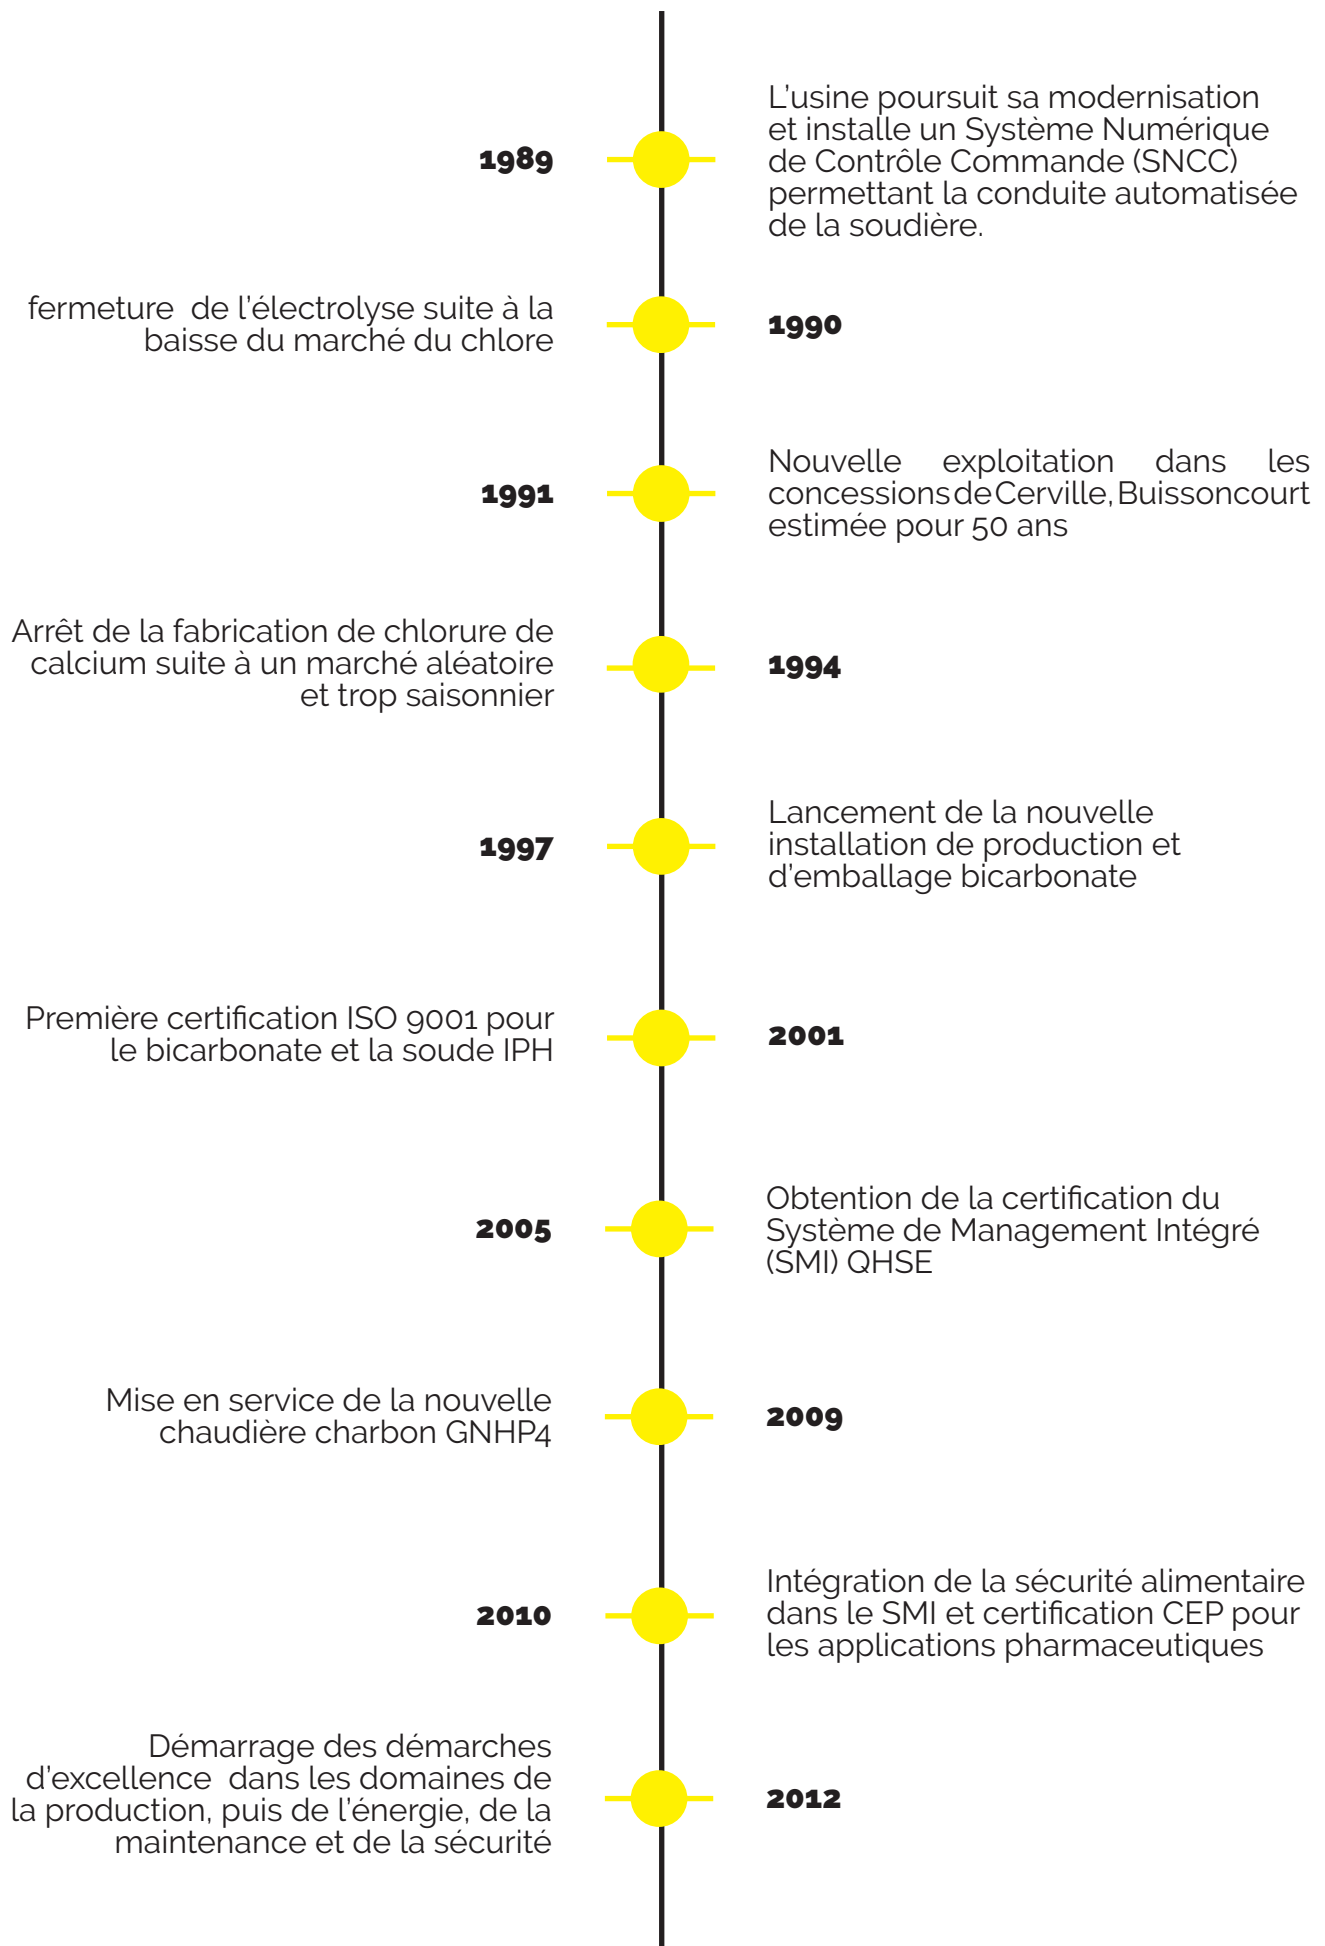 1989
L'usine poursuit sa modernisation
et installe un Système Numérique
de Contrôle Commande (SNCC)
permettant la conduite automatisée
de la soudière.
fermeture  de l'électrolyse suite à la
baisse du marché du chlore
1990
1991
Nouvelle exploitation dans les
concessions de Cerville, Buissoncourt
estimée pour 50 ans
Arrêt de la fabrication de chlorure de
calcium suite à un marché aléatoire
et trop saisonnier
1994
1997
Lancement de la nouvelle
installation de production et
d'emballage bicarbonate
Première certification ISO 9001 pour
le bicarbonate et la soude IPH
2001
2005
Obtention de la certification du
Système de Management Intégré
(SMI) QHSE
Mise en service de la nouvelle
chaudière charbon GNHP4
2009
2010
Intégration de la sécurité alimentaire
dans le SMI et certification CEP pour
les applications pharmaceutiques
Démarrage des démarches
d'excellence  dans les domaines de
la production, puis de l'énergie, de la
maintenance et de la sécurité
2012